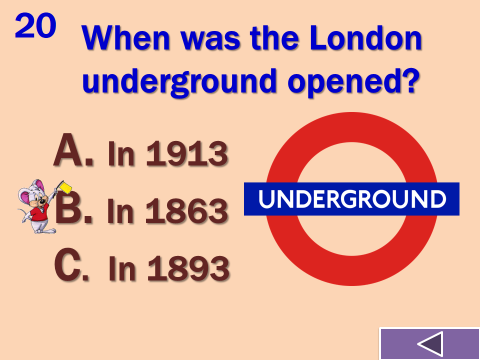 20
When was the London
underground opened?
A. In 1913
B. In 1863
C. In 1893
UNDERGROUND